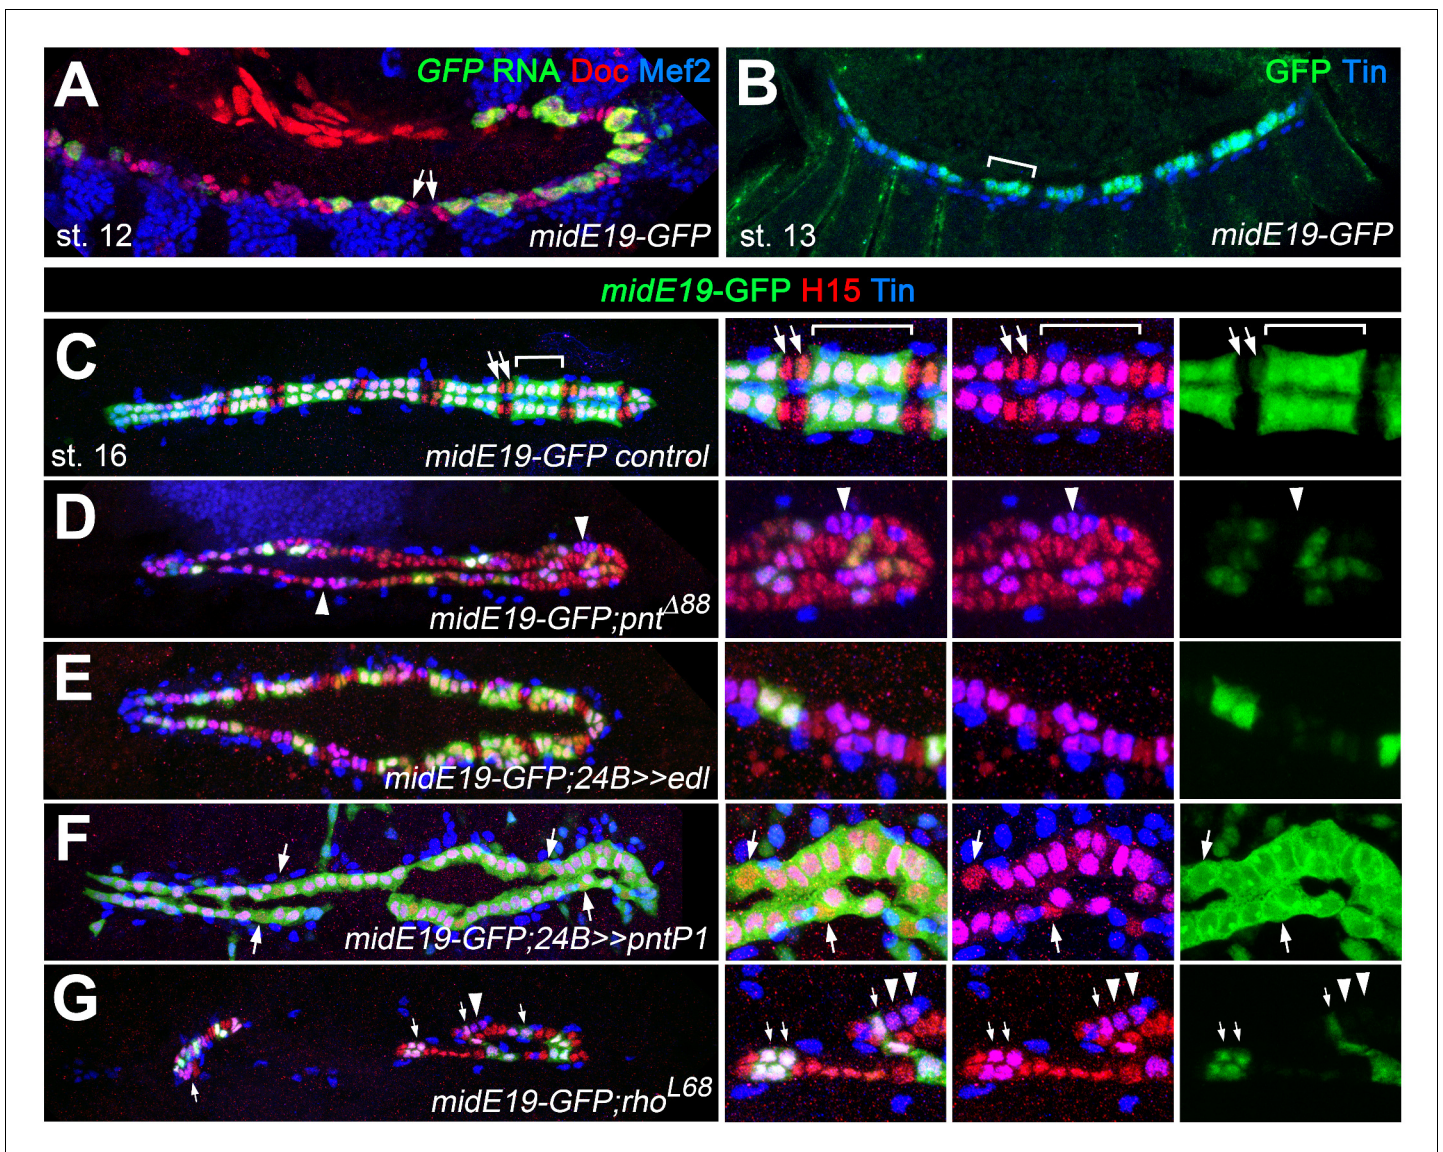 A
GFP RNA Doc Mef2
st. 12
midE19-GFP
B
GFP Tin
st. 13
midE19-GFP
midE19-GFP H15 Tin
C
st. 16
midE19-GFP control
D
midE19-GFP;pntΔ88
E
midE19-GFP;24B>>edl
F
midE19-GFP;24B>>pntP1
G
midE19-GFP;rhoL68